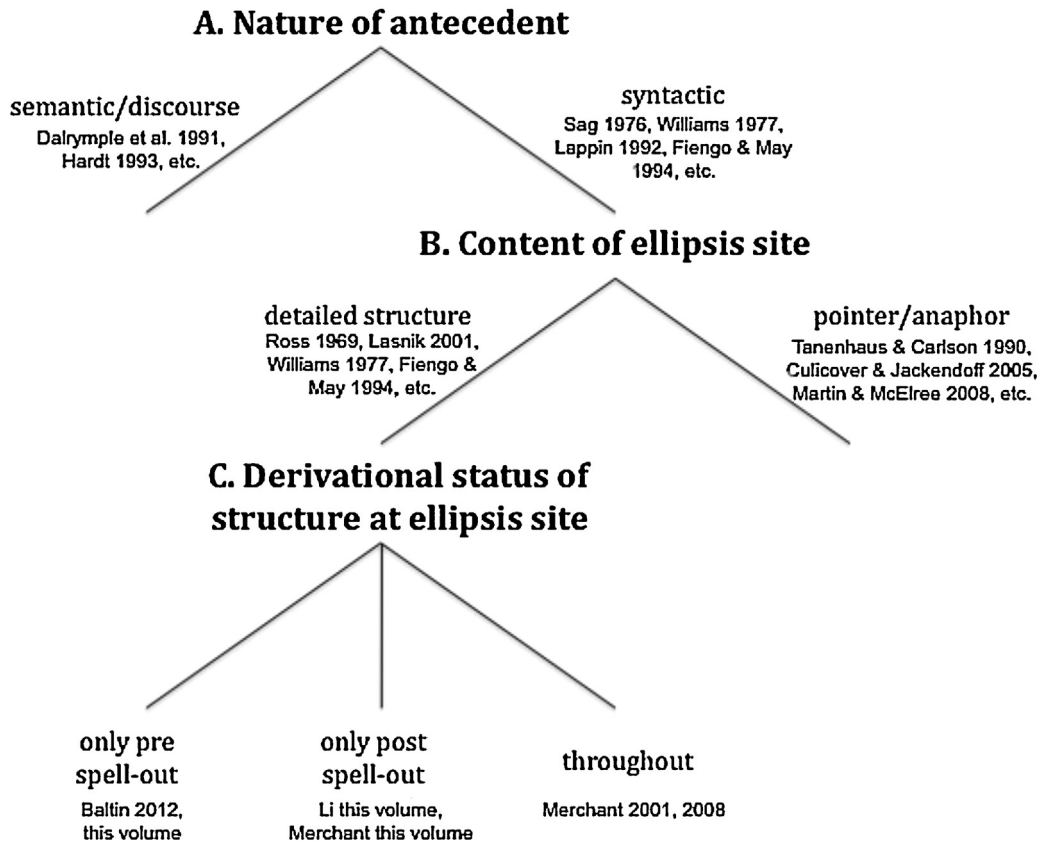 A. Nature of antecedent
semantic/discourse
Dalrymple et al. 1991,
Hardt 1993, etc.
syntactic
Sag 1976, Williams 1977,
Lappin 1992, Fiengo & May
1994, etc.
B. Content of ellipsis site
detailed structure
Ross 1969, Lasnik 2001,
Williams 1977, Fiengo &
May 1994, etc.
pointer/anaphor
Tanenhaus & Carlson 1990,
Culicover & Jackendoff 2005,
Martin & McElree 2008, etc.
C. Derivational status of
structure at ellipsis site
only pre
spell-out
Baltin 2012,
this volume
only post
spell-out
Li this volume,
Merchant this volume
throughout
Merchant 2001, 2008